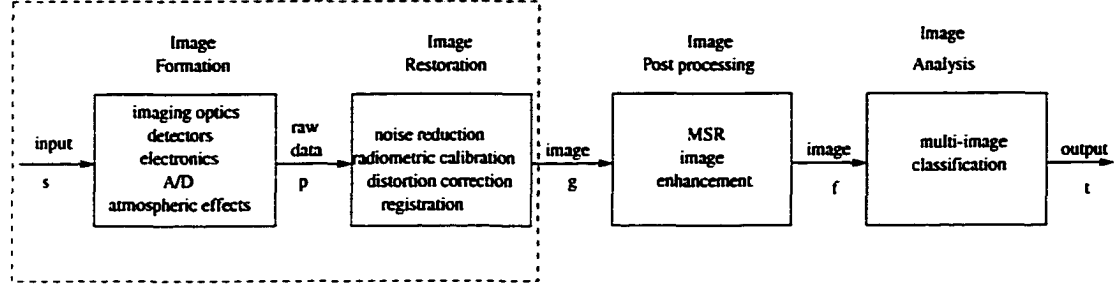 Image
Formation
Image
Restoration
Image
Post processing
Image
Analysis
input
s
imaging optics
detectors
electronics
A/D
atmospheric effects
raw
data
p
noise reduction
radiometric calibration
distortion correction
registration
image
g
MSR
image
enhancement
image
f
multi-image
classification
output
t